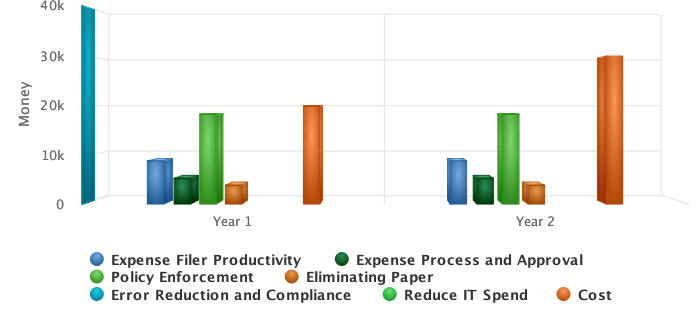 40k
30k
20k
10k
0
Money
Year 1 Year 2
Expense Filer Productivity Expense Process and Approval
Policy Enforcement Eliminating Paper
Error Reduction and Compliance Reduce IT Spend Cost